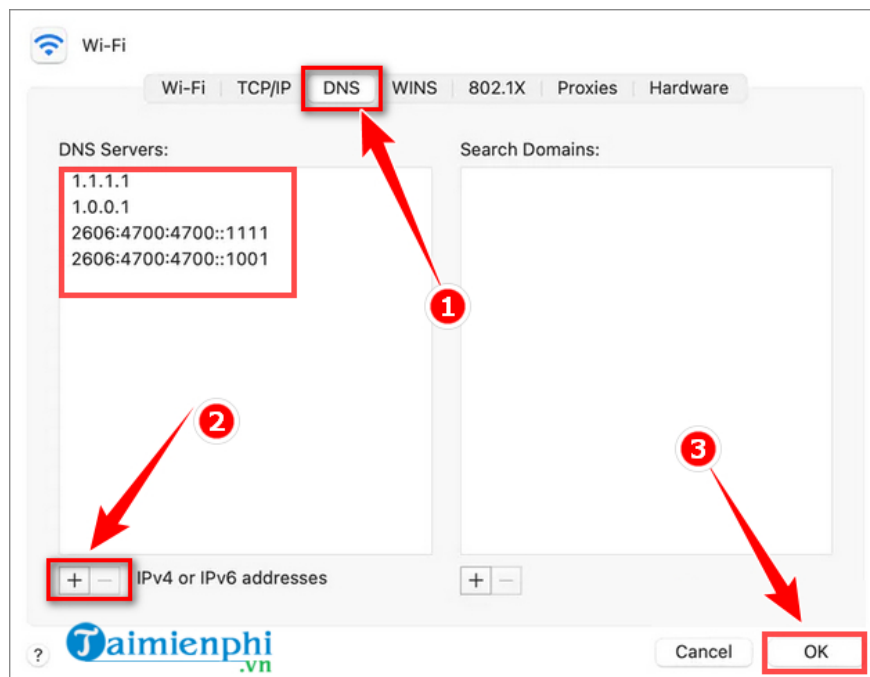 Wi-Fi
Wi-Fi TCP/IP DNS WINS 802.1X Proxies Hardware
1
DNS Servers:
Search Domains:
1.1.1.1
1.0.0.1
2606:4700:4700::1111
2606:4700:4700::1001
2
3
+ − IPv4 or IPv6 addresses
+ −
? Taimienphi
.vn
Cancel OK